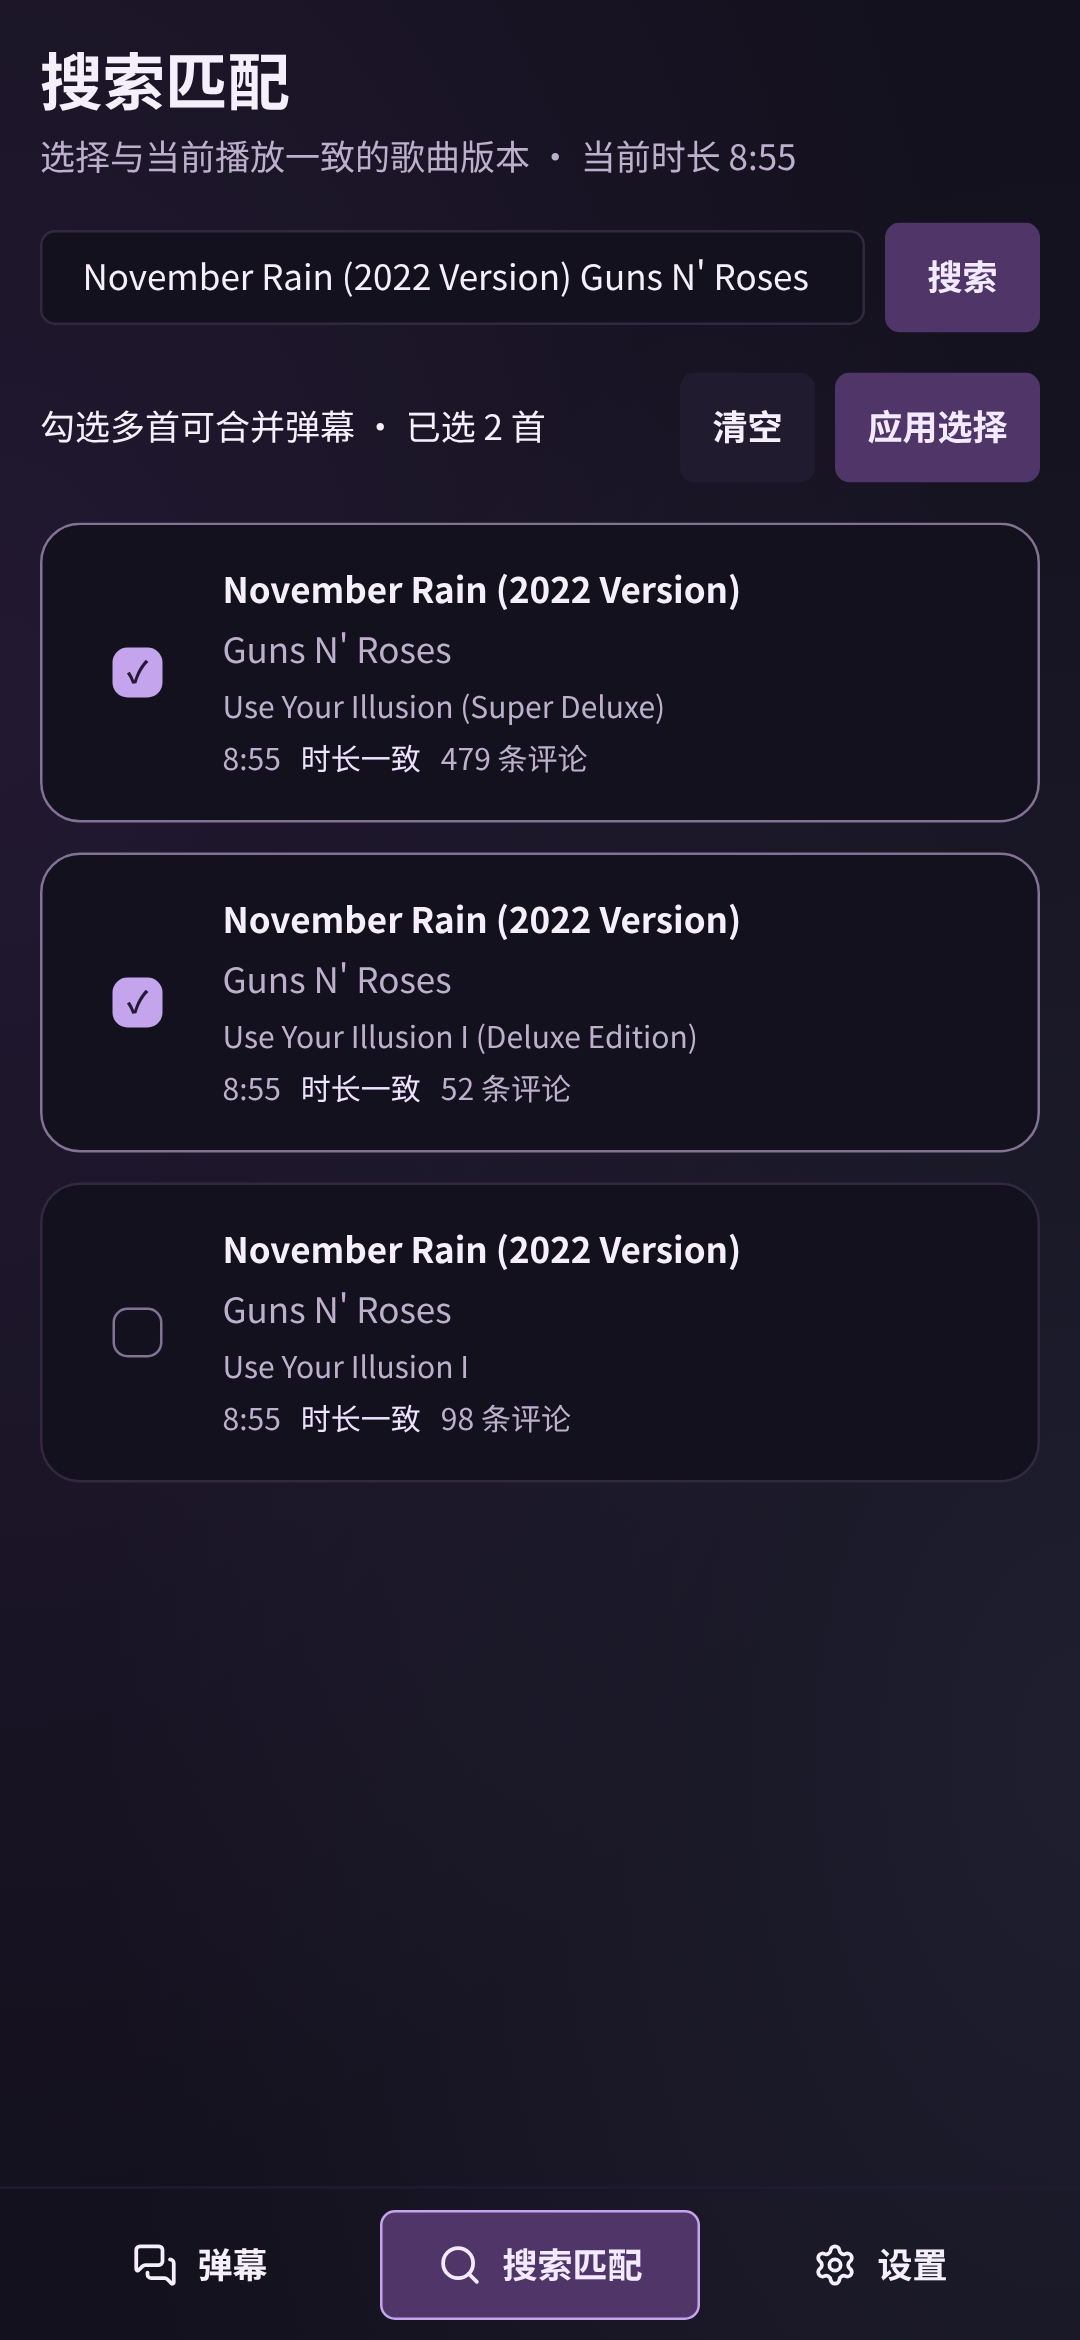 搜索匹配
选择与当前播放一致的歌曲版本 · 当前时长 8:55
November Rain (2022 Version) Guns N' Roses
搜索
勾选多首可合并弹幕 · 已选 2 首
清空
应用选择
November Rain (2022 Version)
Guns N' Roses
Use Your Illusion (Super Deluxe)
8:55 时长一致 479 条评论
November Rain (2022 Version)
Guns N' Roses
Use Your Illusion I (Deluxe Edition)
8:55 时长一致 52 条评论
November Rain (2022 Version)
Guns N' Roses
Use Your Illusion I
8:55 时长一致 98 条评论
弹幕
搜索匹配
设置